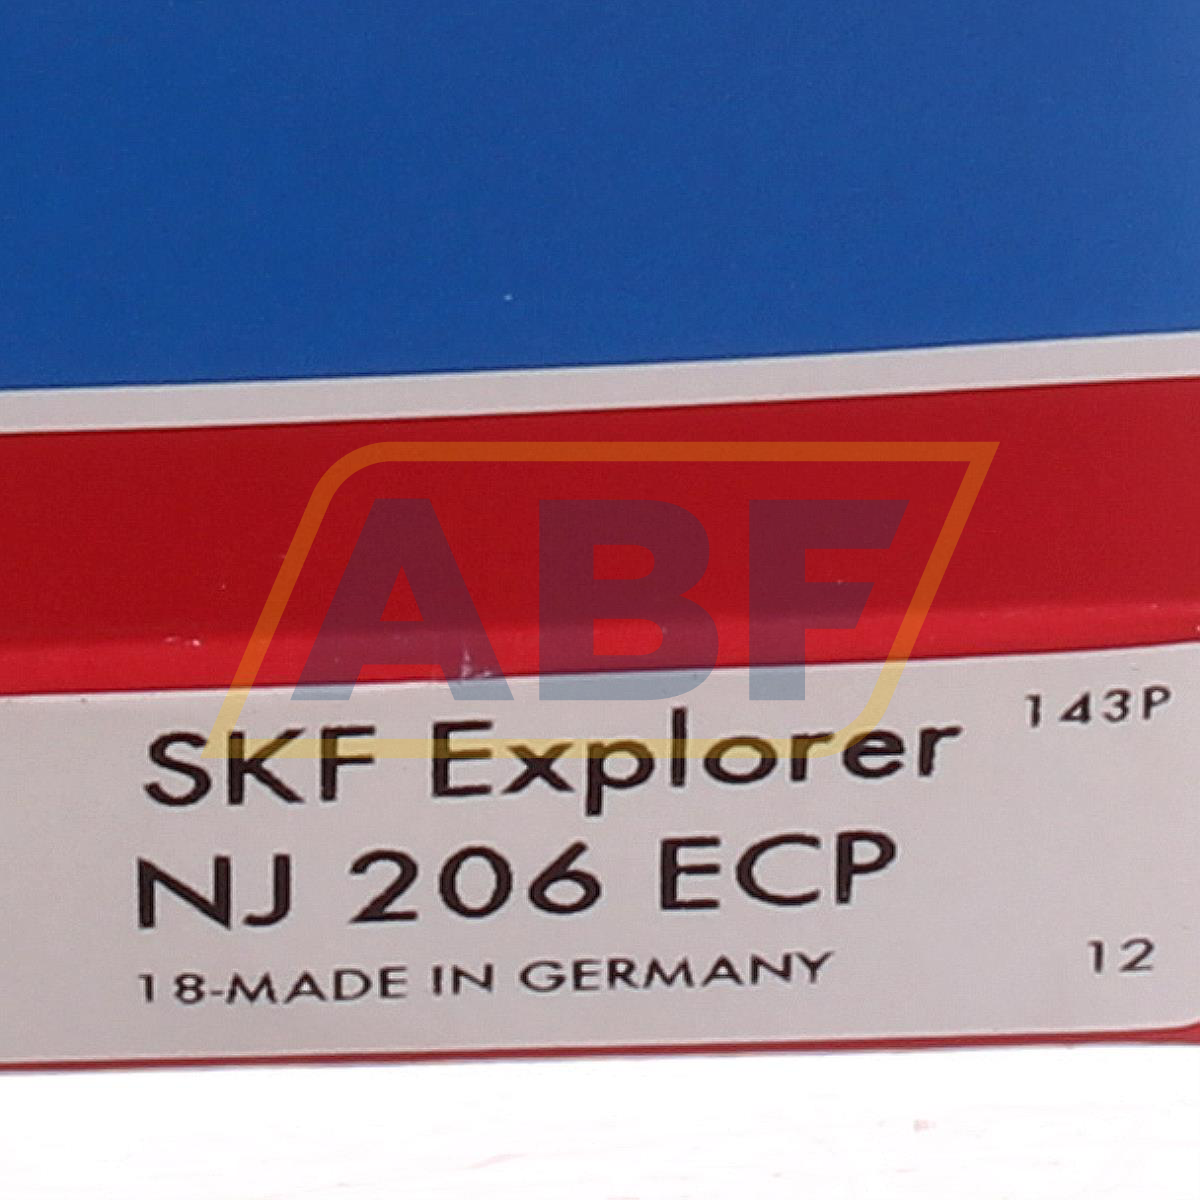 ABF
SKF Explorer 143P
NJ 206 ECP
18-MADE IN GERMANY 12